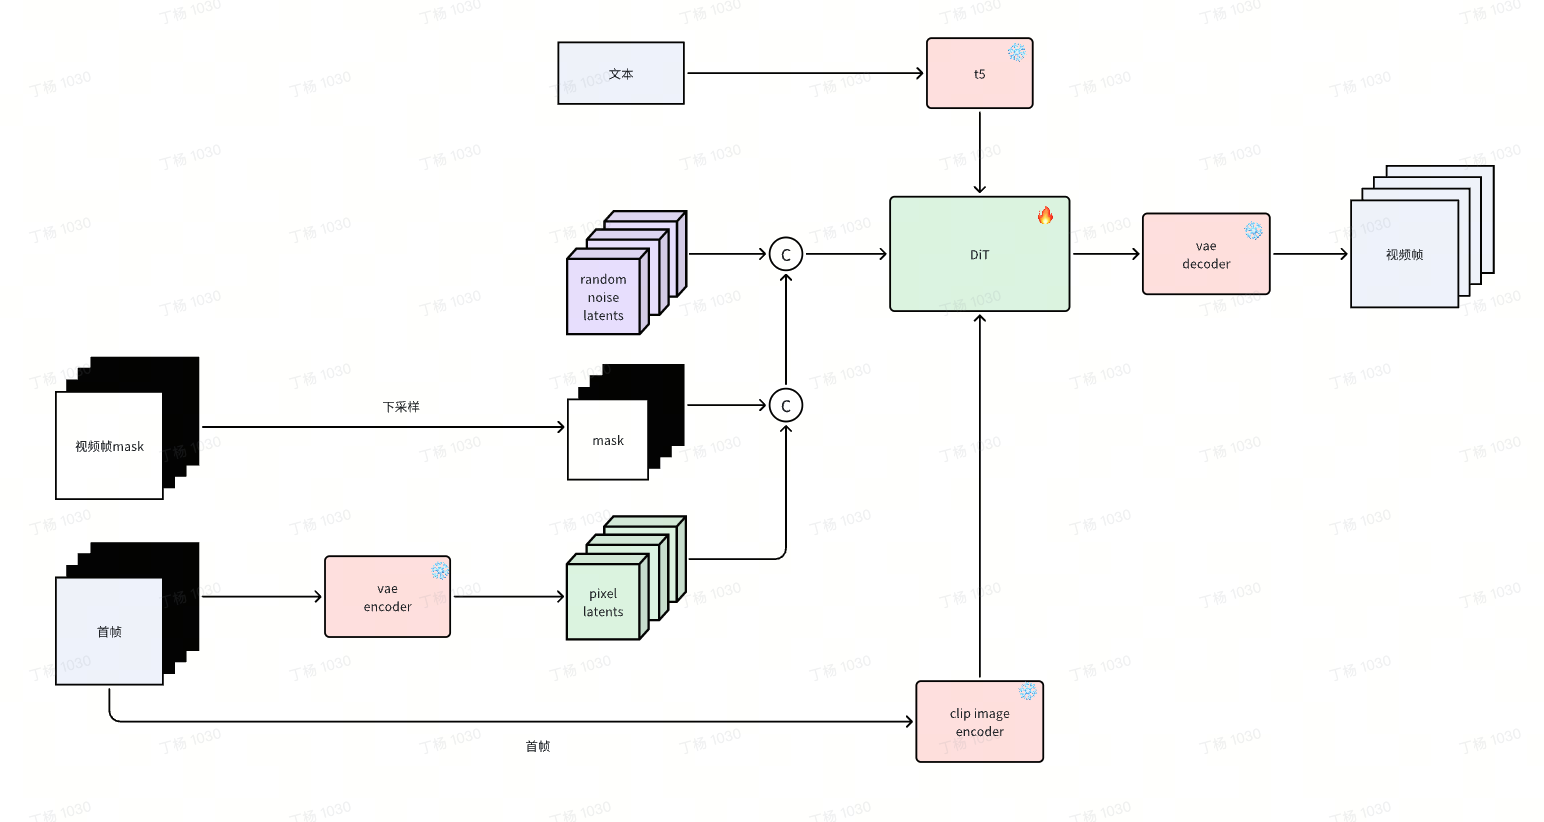 文本
t5
random
noise
latents
C
DiT
vae
decoder
视频帧
视频帧mask
下采样
mask
C
首帧
vae
encoder
pixel
latents
首帧
clip image
encoder
丁杨 1030